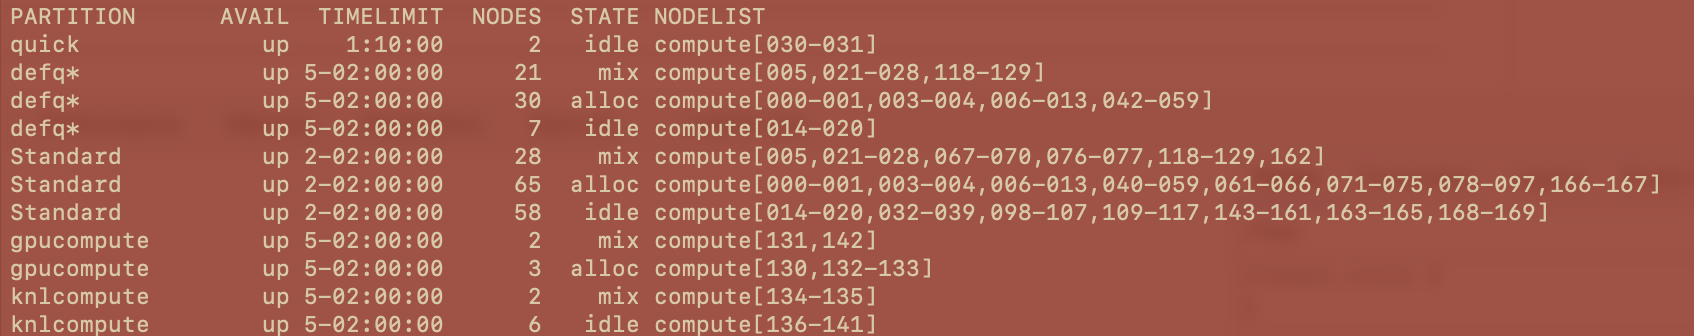 PARTITION AVAIL TIMELIMIT NODES STATE NODELIST
quick up 1:10:00 2 idle compute[030-031]
defq* up 5-02:00:00 21 mix compute[005,021-028,118-129]
defq* up 5-02:00:00 30 alloc compute[000-001,003-004,006-013,042-059]
defq* up 5-02:00:00 7 idle compute[014-020]
Standard up 2-02:00:00 28 mix compute[005,021-028,067-070,076-077,118-129,162]
Standard up 2-02:00:00 65 alloc compute[000-001,003-004,006-013,040-059,061-066,071-075,078-097,166-167]
Standard up 2-02:00:00 58 idle compute[014-020,032-039,098-107,109-117,143-161,163-165,168-169]
gpucompute up 5-02:00:00 2 mix compute[131,142]
gpucompute up 5-02:00:00 3 alloc compute[130,132-133]
knlcompute up 5-02:00:00 2 mix compute[134-135]
knlcompute up 5-02:00:00 6 idle compute[136-141]